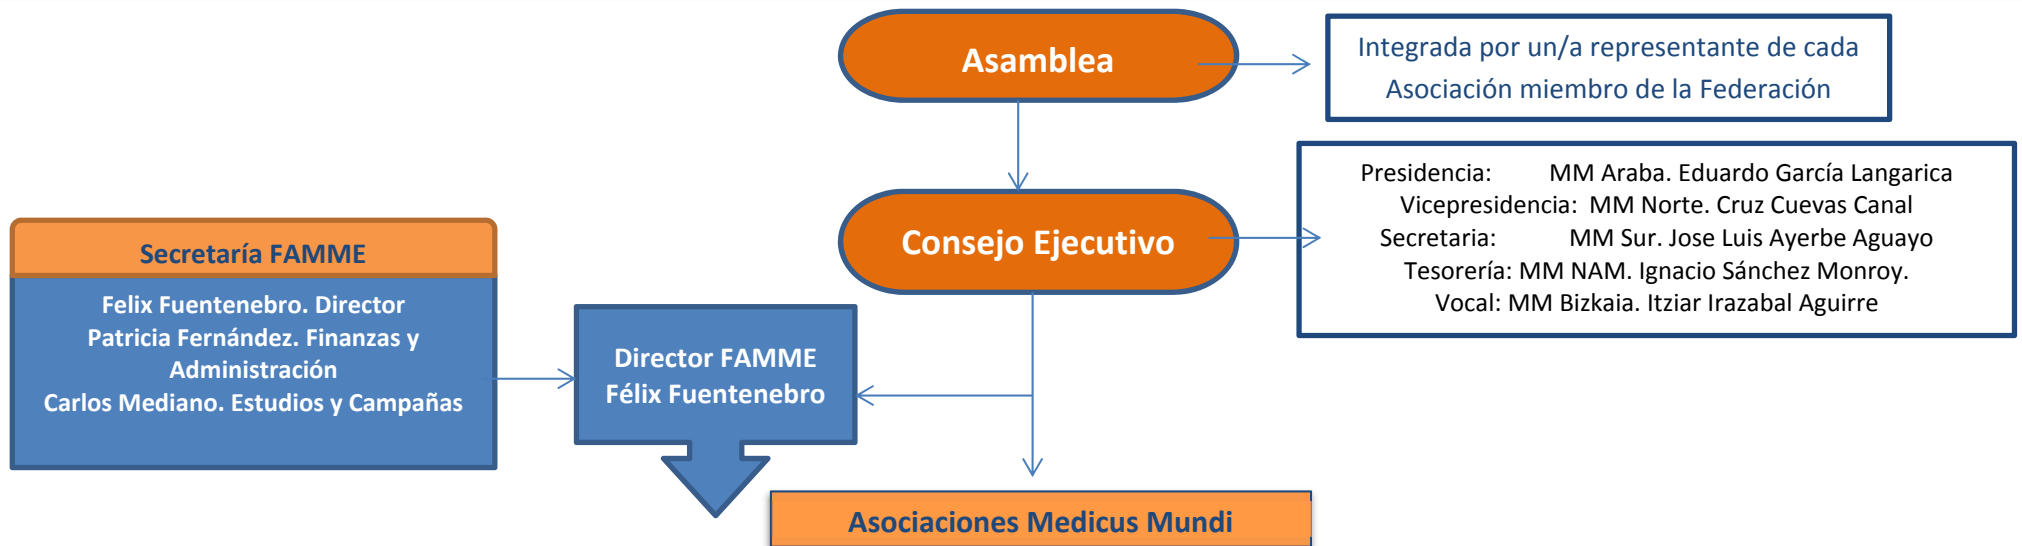 Asamblea
Integrada por un/a representante de cada
Asociación miembro de la Federación
Consejo Ejecutivo
Presidencia: MM Araba. Eduardo García Langarica
Vicepresidencia: MM Norte. Cruz Cuevas Canal
Secretaria: MM Sur. Jose Luis Ayerbe Aguayo
Tesorería: MM NAM. Ignacio Sánchez Monroy.
Vocal: MM Bizkaia. Itziar Irazabal Aguirre
Secretaría FAMME
Felix Fuentenebro. Director
Patricia Fernández. Finanzas y
Administración
Carlos Mediano. Estudios y Campañas
Director FAMME
Félix Fuentenebro
Asociaciones Medicus Mundi